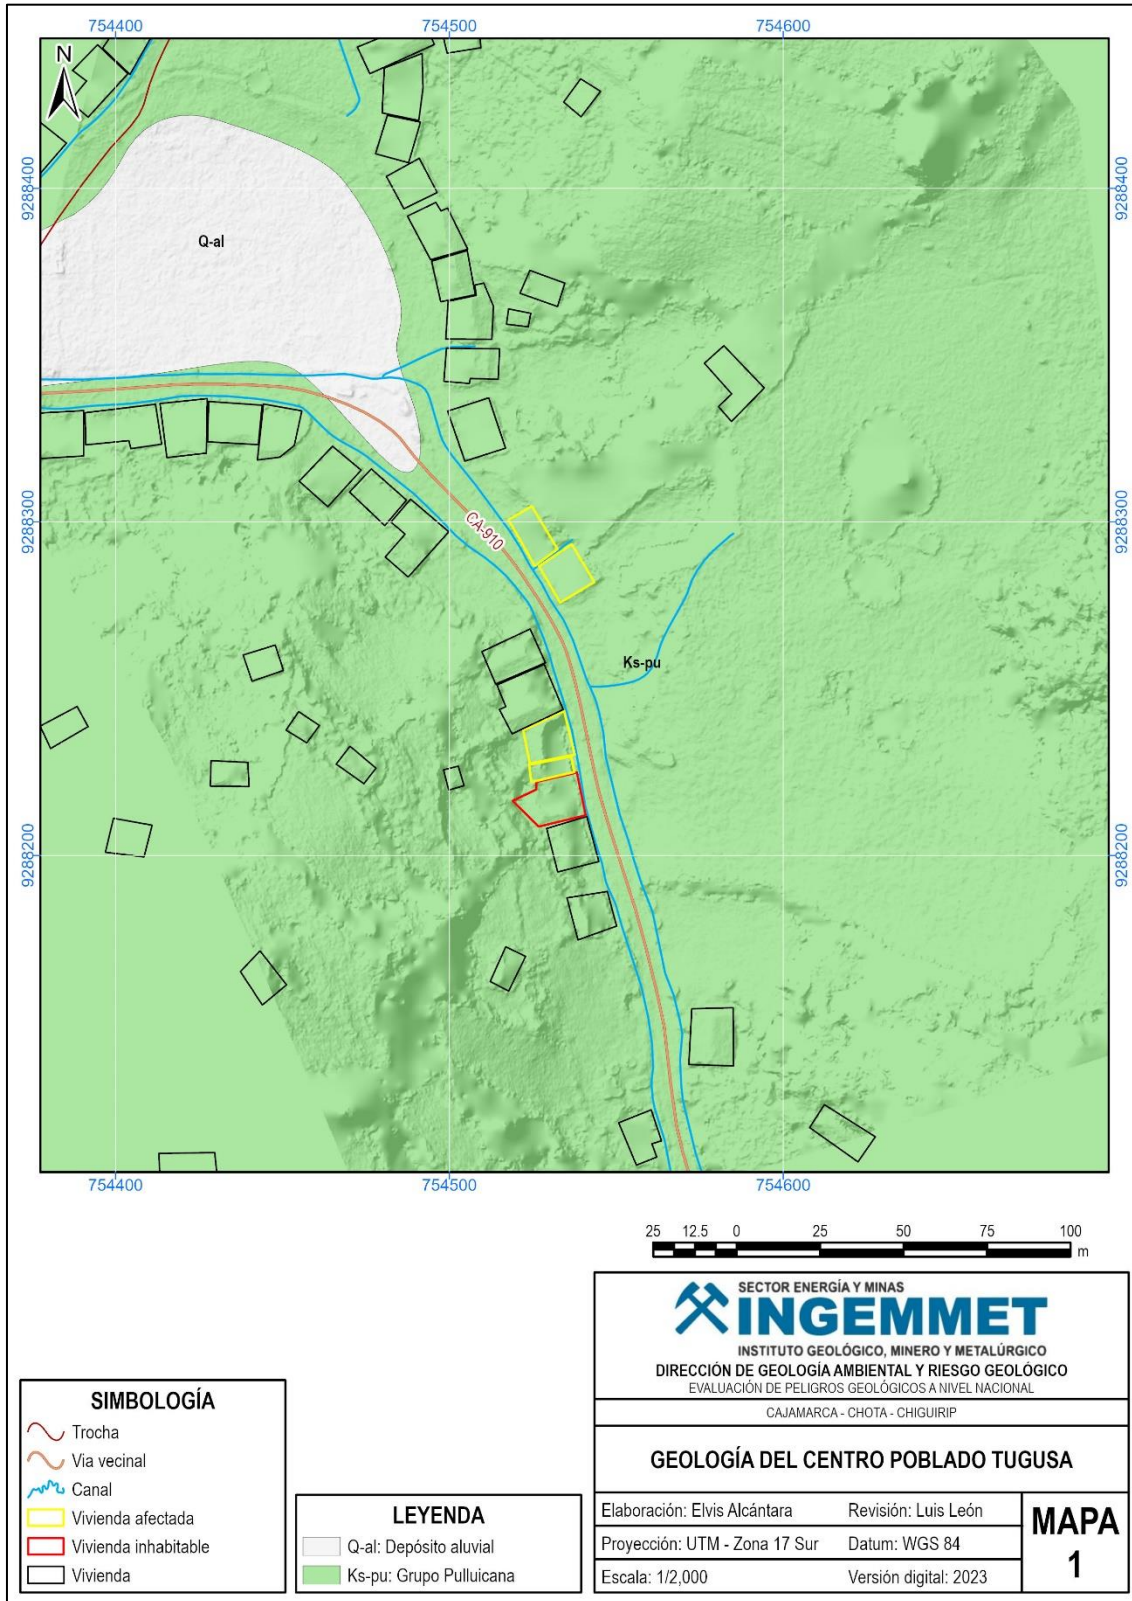 754400 754500 754600
N
9288400 9288400
Q-al
9288300 9288300
CA-910
Ks-pu
9288200 9288200
754400 754500 754600
25 12.5 0 25 50 75 100
m
SECTOR ENERGÍA Y MINAS
INGEMMET
INSTITUTO GEOLÓGICO, MINERO Y METALÚRGICO
DIRECCIÓN DE GEOLOGÍA AMBIENTAL Y RIESGO GEOLÓGICO
EVALUACIÓN DE PELIGROS GEOLÓGICOS A NIVEL NACIONAL
CAJAMARCA - CHOTA - CHIGUIRIP
GEOLOGÍA DEL CENTRO POBLADO TUGUSA
Elaboración: Elvis Alcántara Revisión: Luis León
Proyección: UTM - Zona 17 Sur Datum: WGS 84
Escala: 1/2,000 Versión digital: 2023
MAPA
1
SIMBOLOGÍA
Trocha
Via vecinal
Canal
Vivienda afectada
Vivienda inhabitable
Vivienda
LEYENDA
Q-al: Depósito aluvial
Ks-pu: Grupo Pulluicana